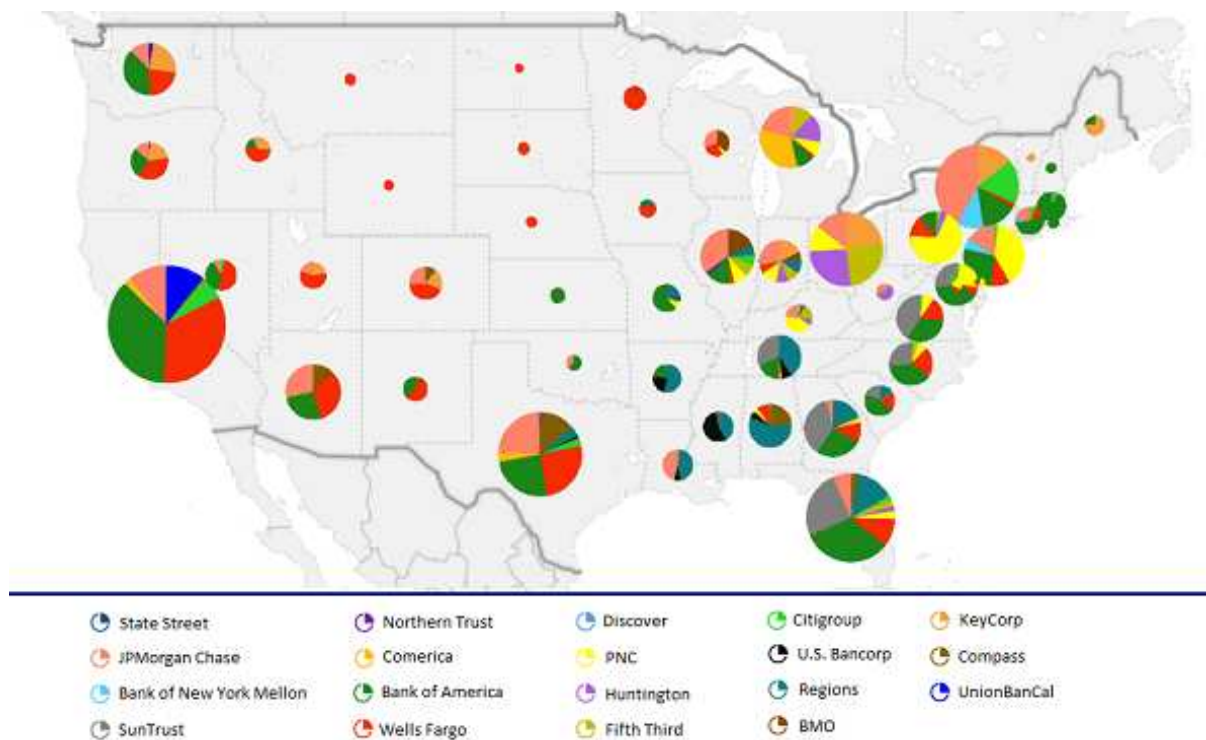 State Street
Northern Trust
Discover
Citigroup
KeyCorp
JPMorgan Chase
Comerica
PNC
U.S. Bancorp
Compass
Bank of New York Mellon
Bank of America
Huntington
Regions
UnionBanCal
SunTrust
Wells Fargo
Fifth Third
BMO